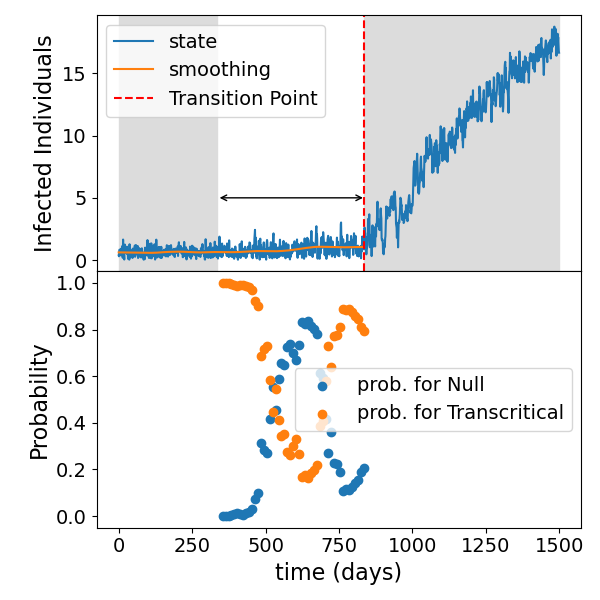 state
smoothing
Transition Point
Infected Individuals
15
10
5
0
1.0
0.8
0.6
0.4
0.2
0.0
Probability
prob. for Null
prob. for Transcritical
0 250 500 750 1000 1250 1500
time (days)